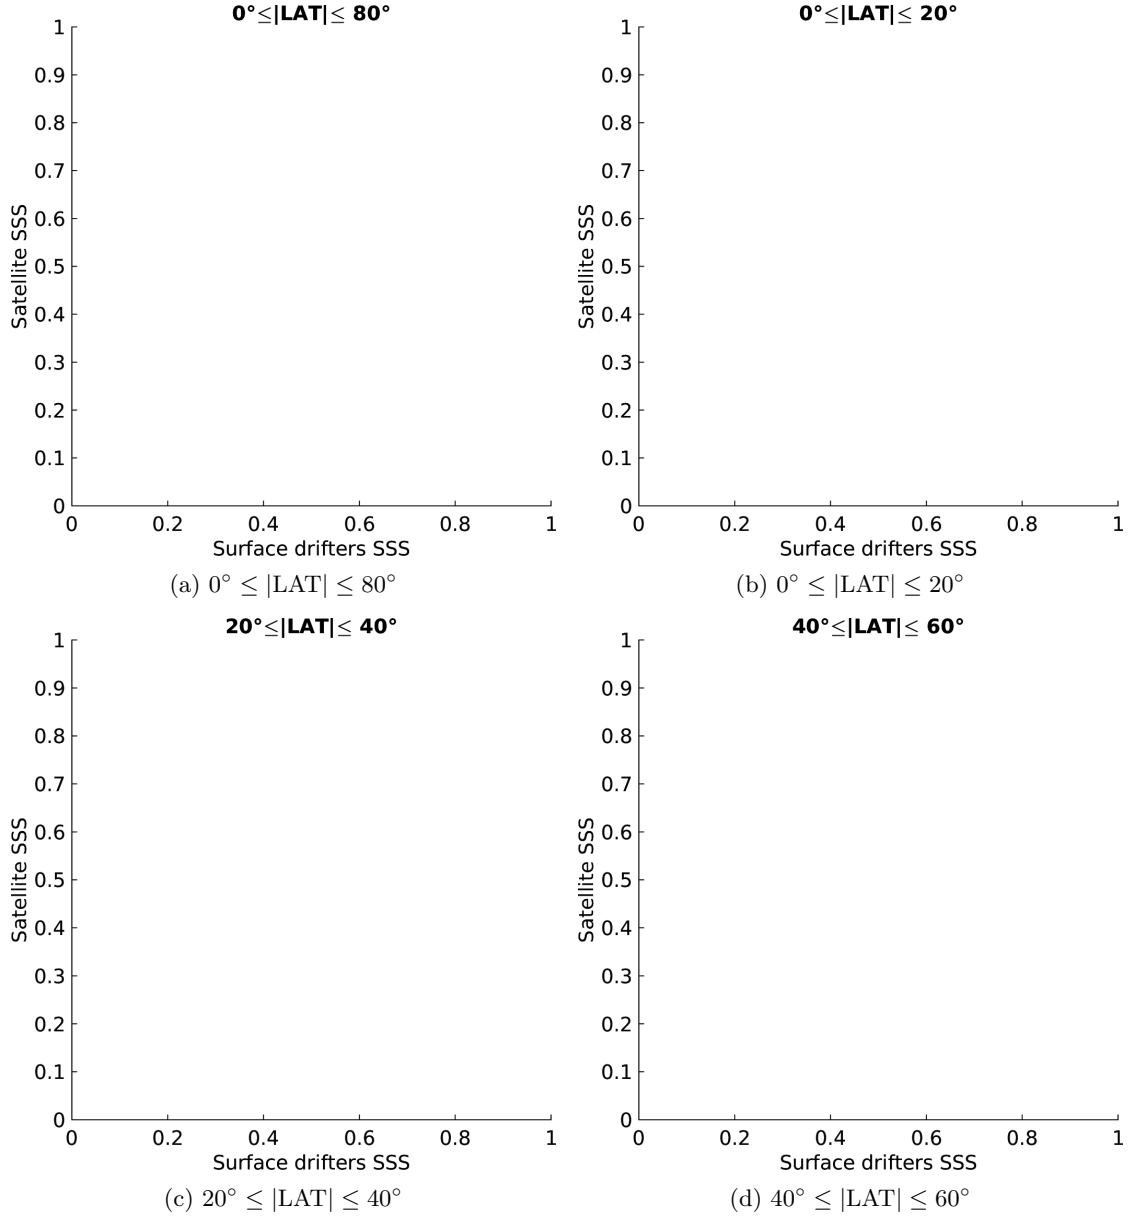 0°≤|LAT|≤ 80°
1
0.9
0.8
0.7
0.6
0.5
0.4
0.3
0.2
0.1
0
Satellite SSS
0 0.2 0.4 0.6 0.8 1
Surface drifters SSS
(a) 0° ≤ |LAT| ≤ 80°
0°≤|LAT|≤ 20°
1
0.9
0.8
0.7
0.6
0.5
0.4
0.3
0.2
0.1
0
Satellite SSS
0 0.2 0.4 0.6 0.8 1
Surface drifters SSS
(b) 0° ≤ |LAT| ≤ 20°
20°≤|LAT|≤ 40°
1
0.9
0.8
0.7
0.6
0.5
0.4
0.3
0.2
0.1
0
Satellite SSS
0 0.2 0.4 0.6 0.8 1
Surface drifters SSS
(c) 20° ≤ |LAT| ≤ 40°
40°≤|LAT|≤ 60°
1
0.9
0.8
0.7
0.6
0.5
0.4
0.3
0.2
0.1
0
Satellite SSS
0 0.2 0.4 0.6 0.8 1
Surface drifters SSS
(d) 40° ≤ |LAT| ≤ 60°